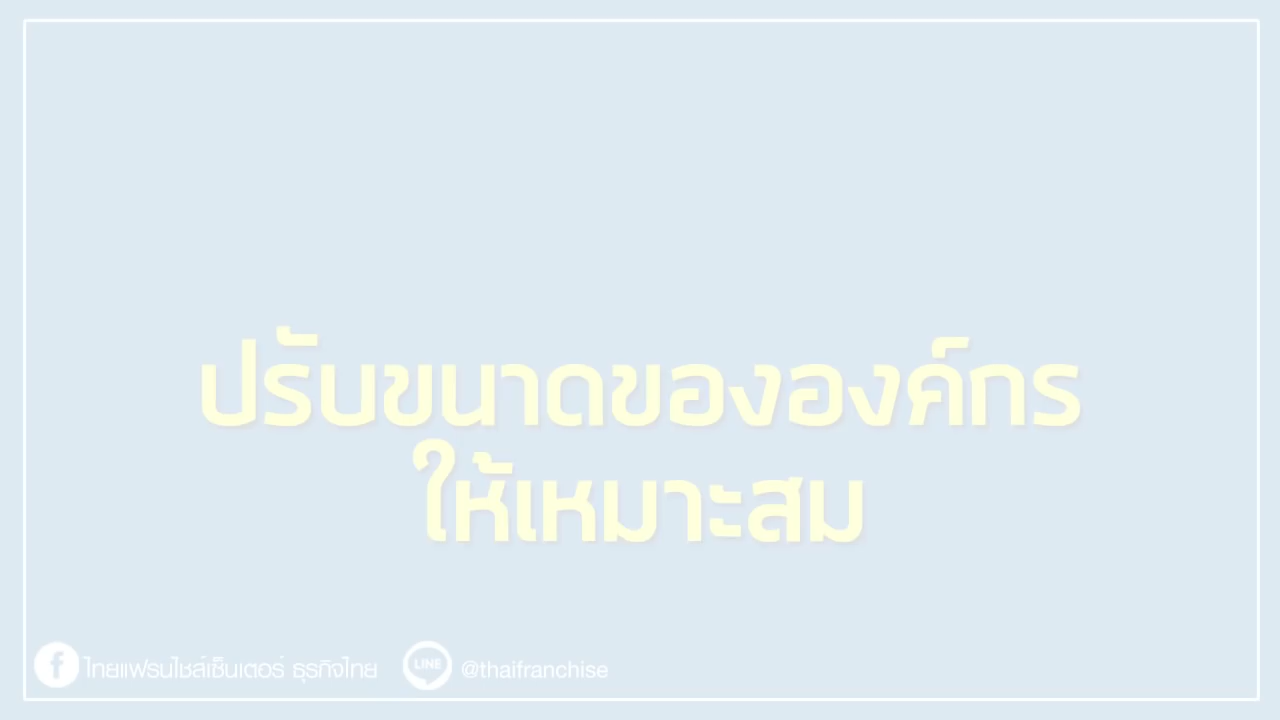 ปรับขนาดขององค์กร
ให้เหมาะสม
f ไทยแฟรนไชส์เซ็นเตอร์ ธุรกิจไทย LINE @thaifranchise